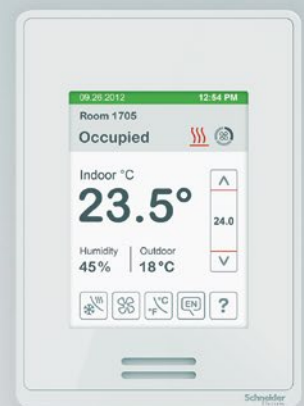 09.26.2012 12:54 PM
Room 1705
Occupied
Indoor °C
23.5°
24.0
Humidity Outdoor
45% 18°C
°F °C EN ?
Schneider